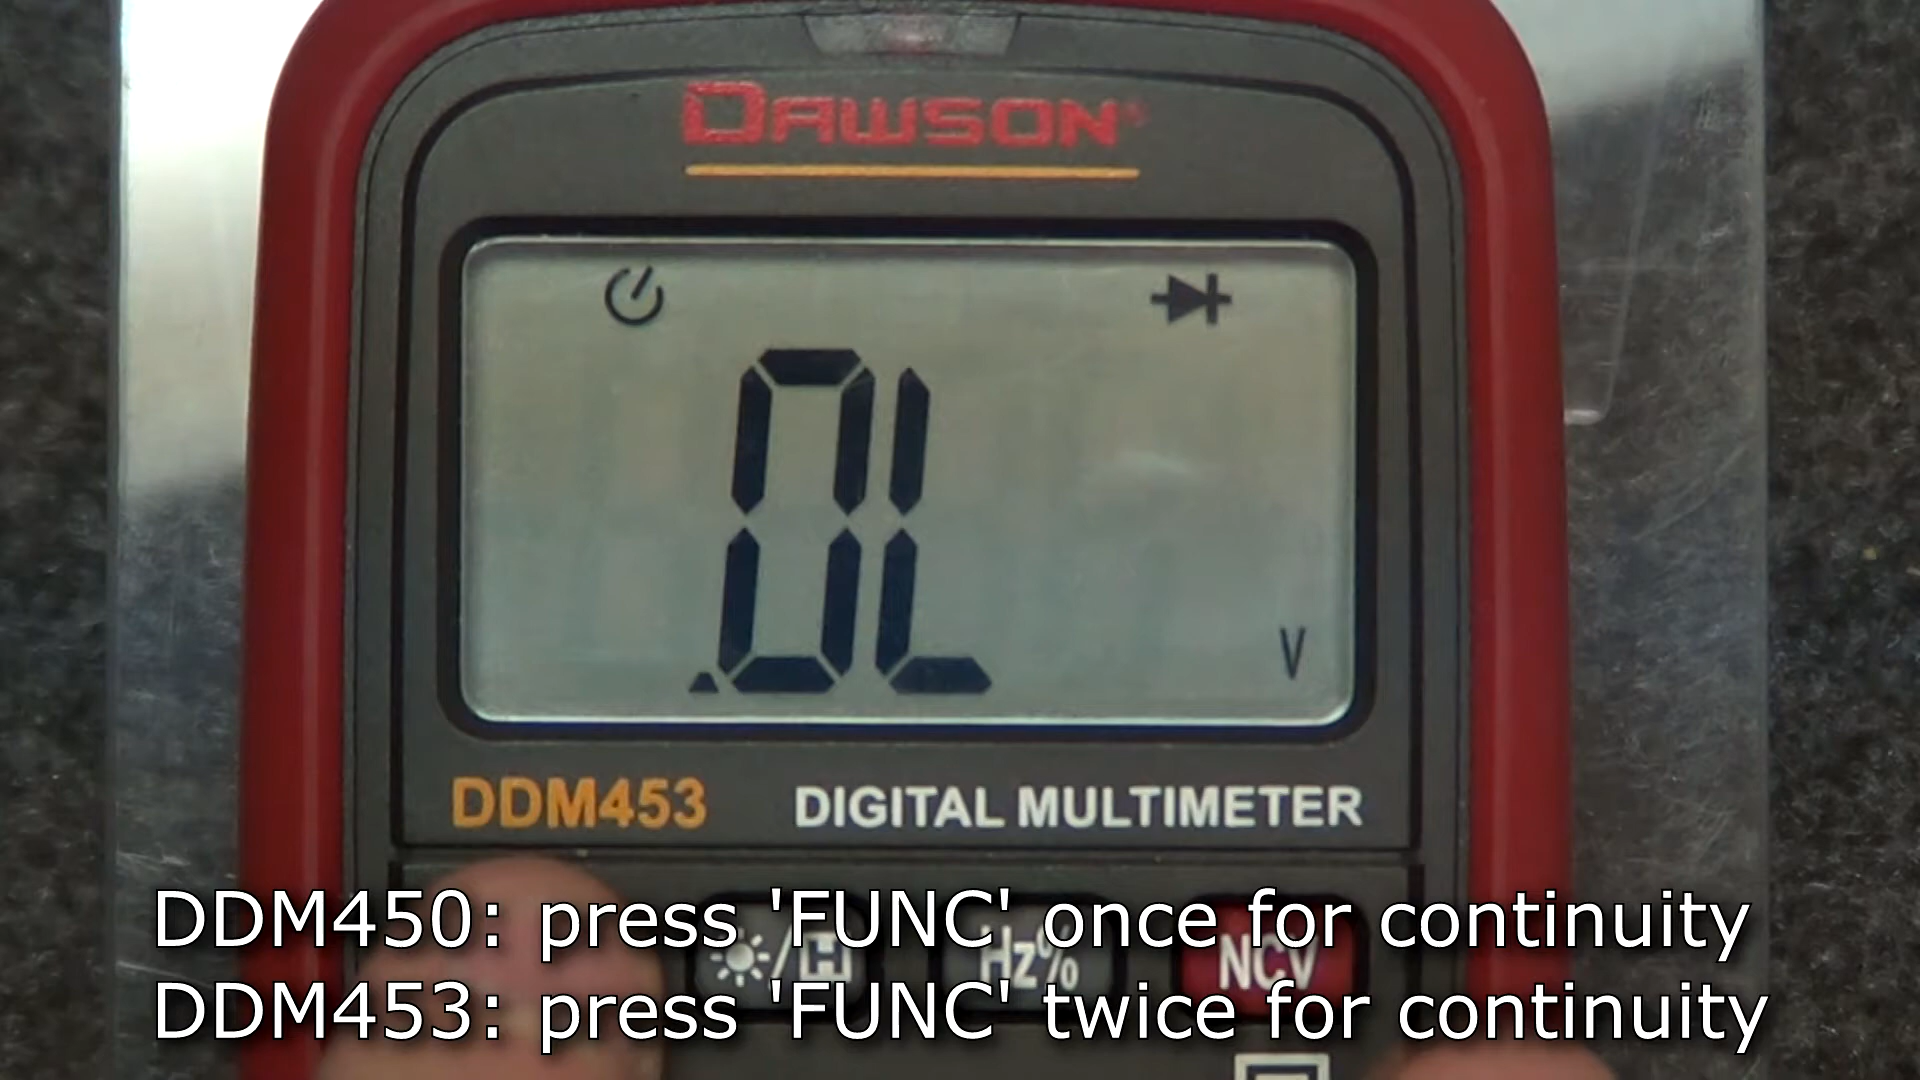 DAWSON®
.OL
V
DDM453 DIGITAL MULTIMETER
H Hz% NCV
DDM450: press 'FUNC' once for continuity
DDM453: press 'FUNC' twice for continuity